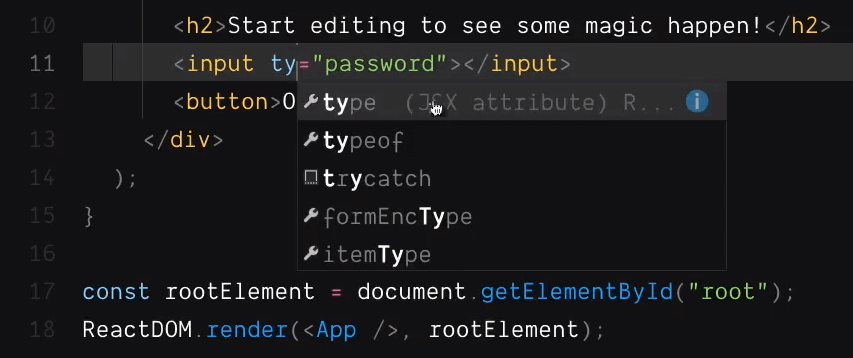 10 <h2>Start editing to see some magic happen!</h2>
11 <input ty="password"></input>
12 <button>O
type (JSX attribute) R...
typeof
trycatch
formEncType
itemType
13 </div>
14 );
15 }
16
17 const rootElement = document.getElementById("root");
18 ReactDOM.render(<App />, rootElement);